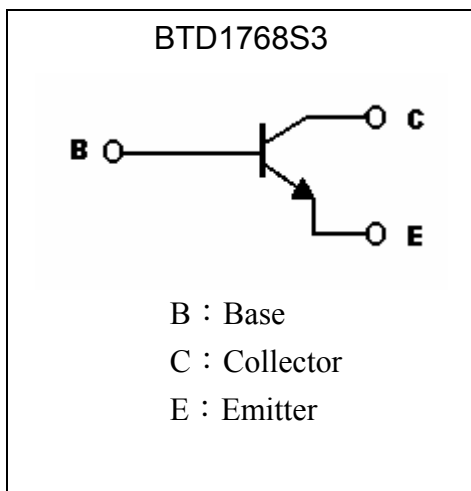 BTD1768S3
C
B
E
B：Base
C：Collector
E：Emitter